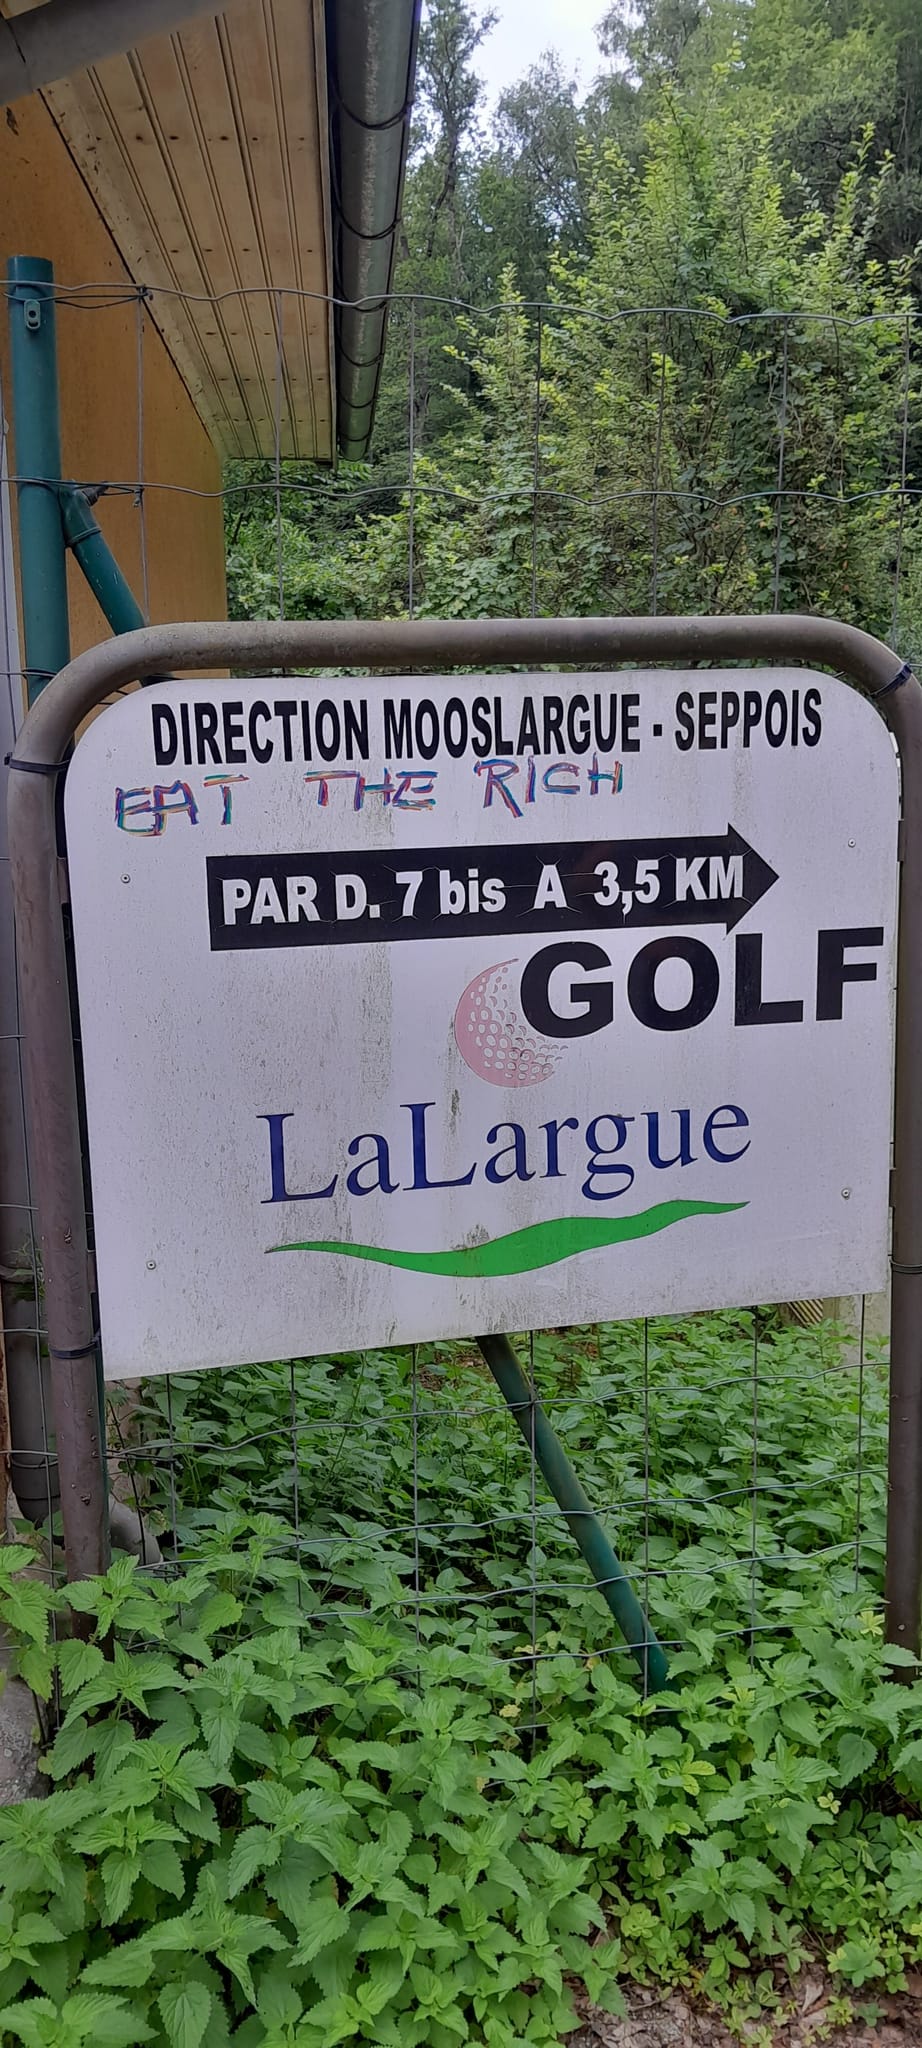 DIRECTION MOOSLARGUE - SEPPOIS
EAT THE RICH
PAR D. 7 bis A 3,5 KM
GOLF
LaLargue